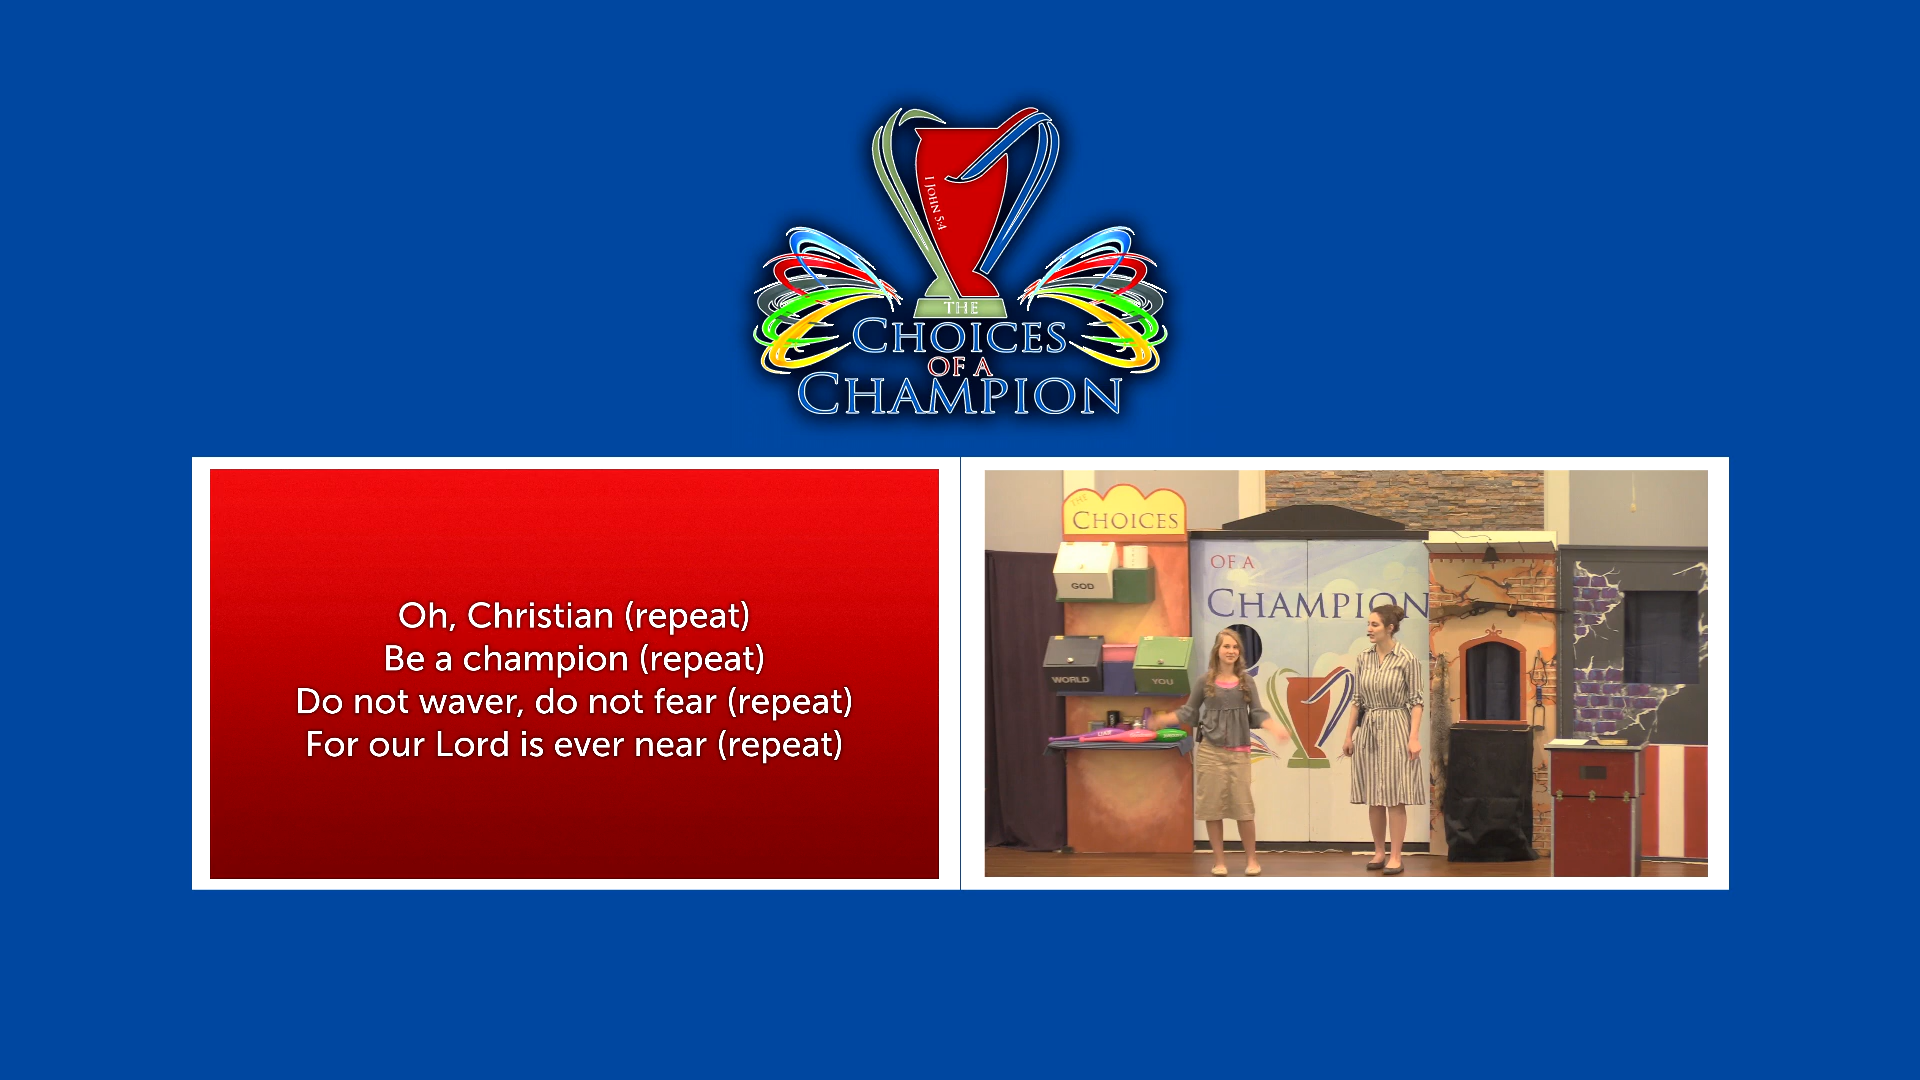 1 JOHN 5:4
THE
CHOICES
OF A
CHAMPION
Oh, Christian (repeat)
Be a champion (repeat)
Do not waver, do not fear (repeat)
For our Lord is ever near (repeat)
THE
CHOICES
OF A
CHAMPION
GOD
WORLD
YOU